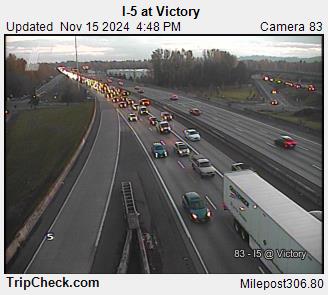 I-5 at Victory
Updated Nov 15 2024 4:48 PM Camera 83
5
83 - I5 @ Victory
TripCheck.com Milepost306.80